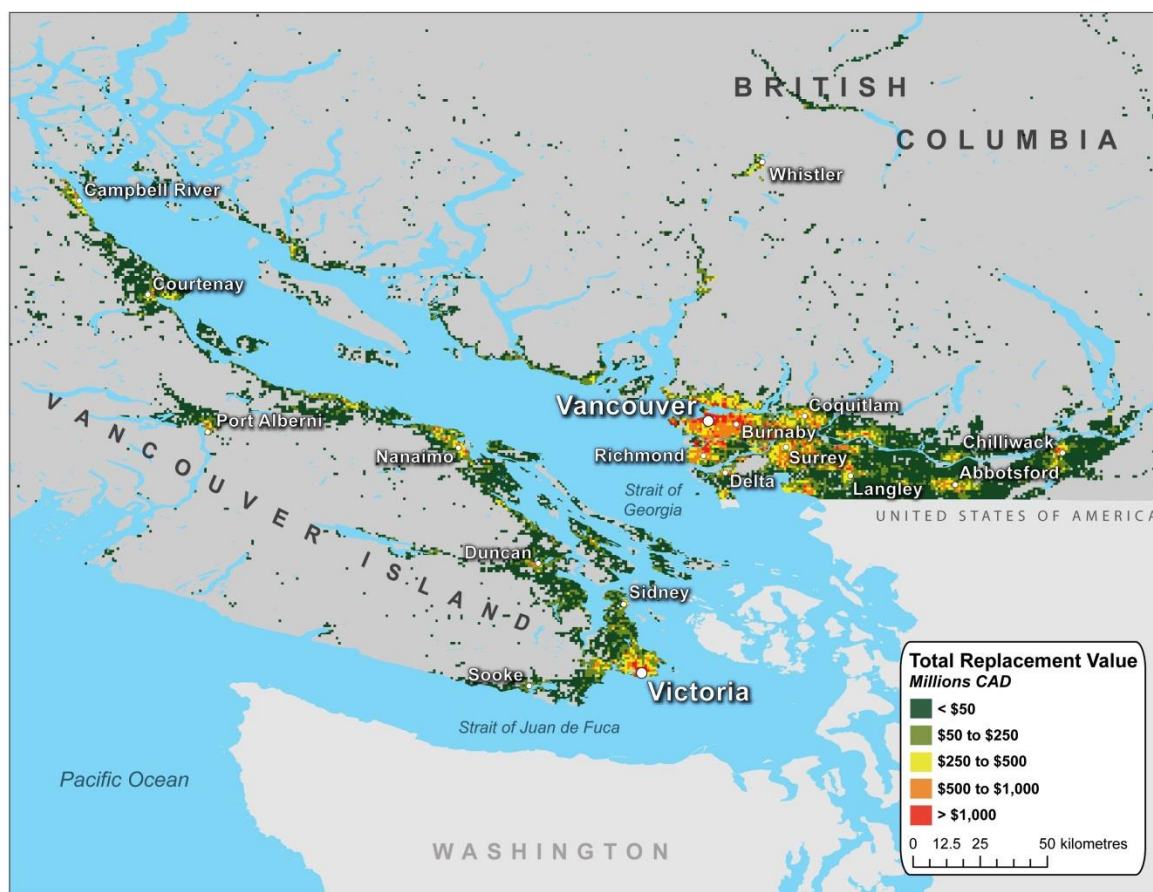 BRITISH
COLUMBIA
Whistler
Campbell River
Courtenay
VANCOUVER ISLAND
Port Alberni
Nanaimo
Vancouver
Coquitlam
Burnaby
Chilliwack
Richmond
Surrey
Abbotsford
Delta
Langley
Strait of
Georgia
UNITED STATES OF AMERICA
Duncan
Sidney
Sooke
Victoria
Strait of Juan de Fuca
Pacific Ocean
WASHINGTON
Total Replacement Value
Millions CAD
< $50
$50 to $250
$250 to $500
$500 to $1,000
> $1,000
0 12.5 25 50 kilometres